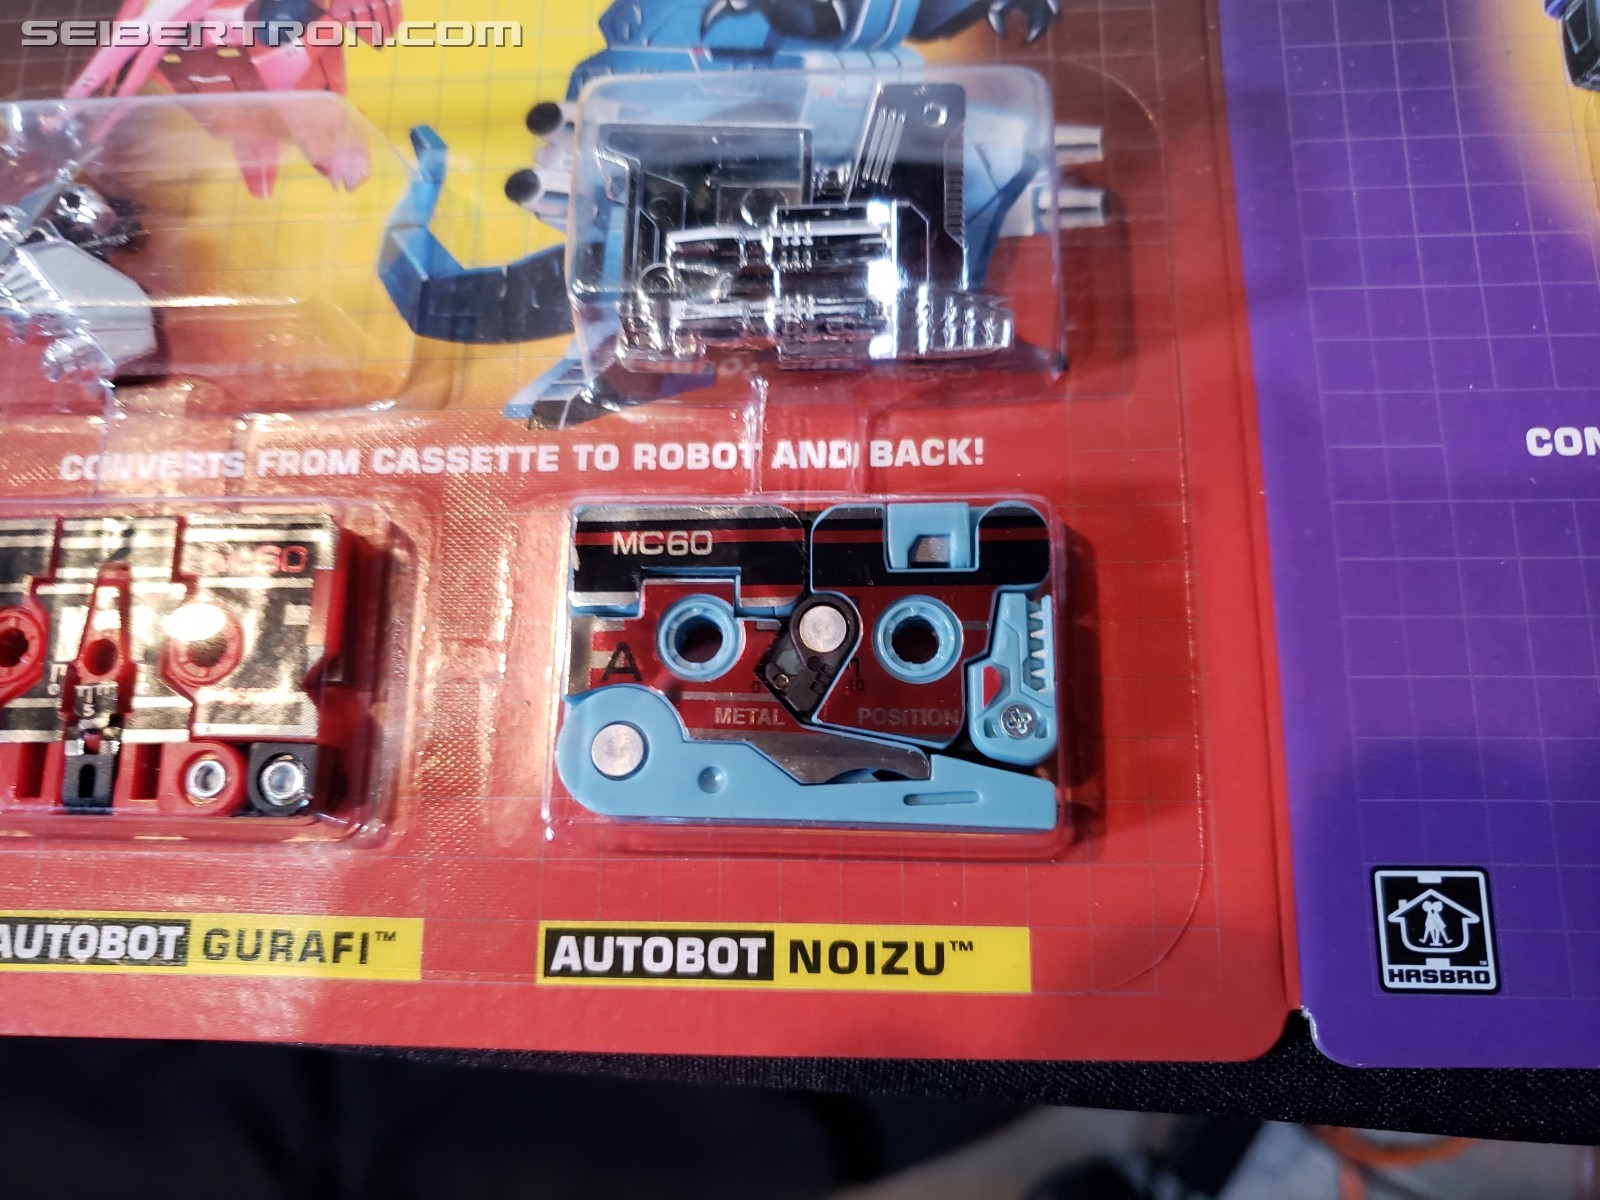 SEIBERTRON.com
CONVERTS FROM CASSETTE TO ROBOT AND BACK!
CON
MC60
MC60
A
METAL POSITION
AUTOBOT GURAFI™
AUTOBOT NOIZU™
HASBRO